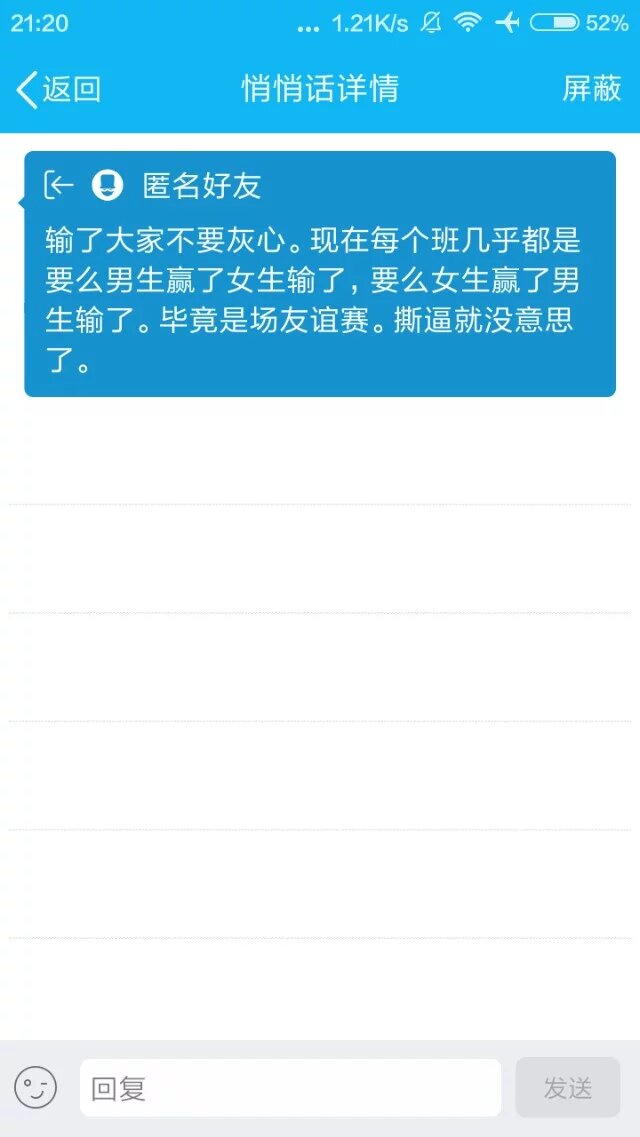 21:20 ... 1.21K/s 52%
返回 悄悄话详情 屏蔽
匿名好友
输了大家不要灰心。现在每个班几乎都是
要么男生赢了女生输了，要么女生赢了男
生输了。毕竟是场友谊赛。撕逼就没意思
了。
回复 发送